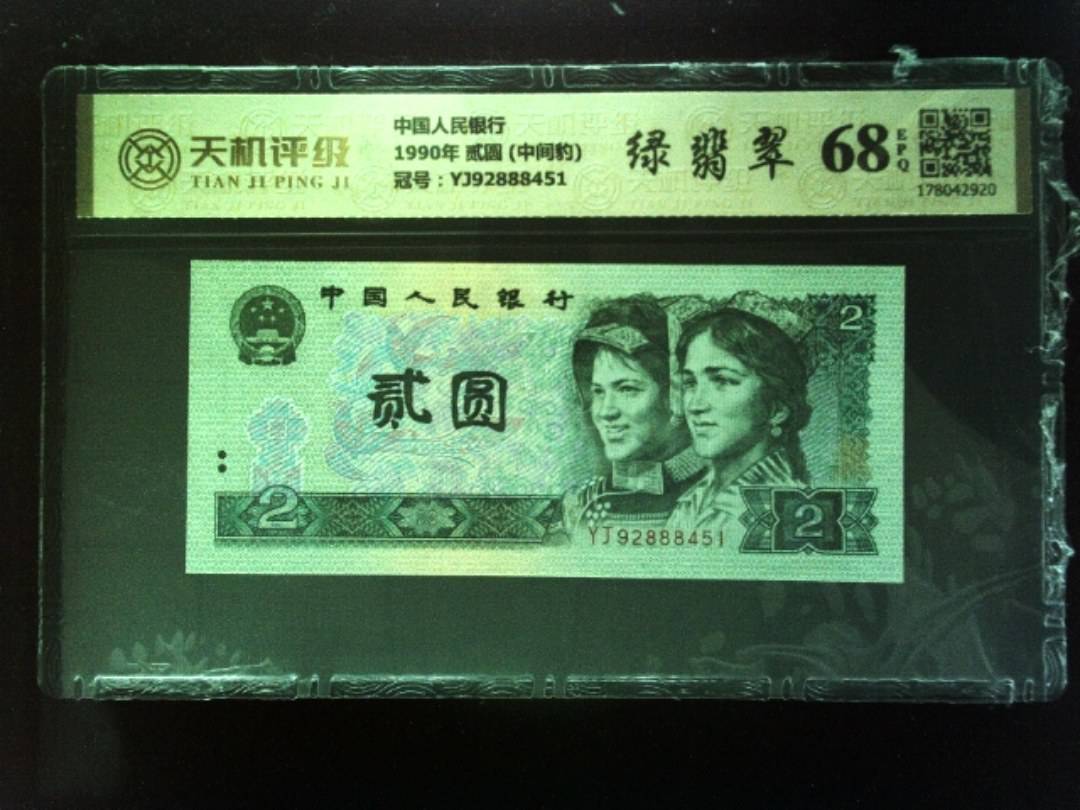 天机评级
TIAN JI PING JI
中国人民银行
1990年 贰圆 (中间豹)
冠号：YJ92888451
绿翡翠
68
EPQ
178042920
中国人民银行
2
贰圆
2
YJ92888451
2